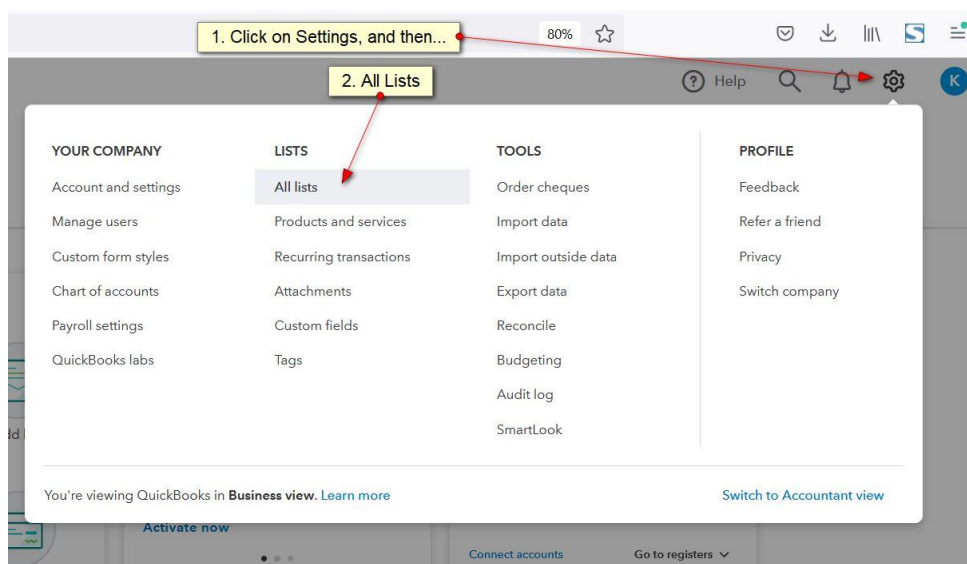 1. Click on Settings, and then...
80%
2. All Lists
? Help
K
YOUR COMPANY
Account and settings
Manage users
Custom form styles
Chart of accounts
Payroll settings
QuickBooks labs
LISTS
All lists
Products and services
Recurring transactions
Attachments
Custom fields
Tags
TOOLS
Order cheques
Import data
Import outside data
Export data
Reconcile
Budgeting
Audit log
SmartLook
PROFILE
Feedback
Refer a friend
Privacy
Switch company
You're viewing QuickBooks in Business view. Learn more
Switch to Accountant view
Activate now
Connect accounts
Go to registers